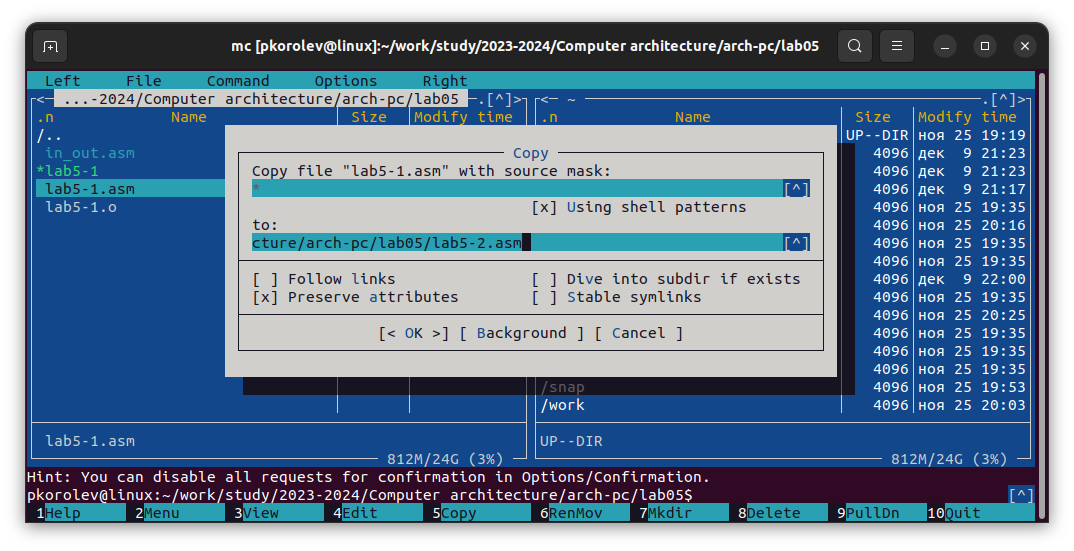 mc [pkorolev@linux]:~/work/study/2023-2024/Computer architecture/arch-pc/lab05
Left File Command Options Right
<- ...-2024/Computer architecture/arch-pc/lab05 -.[^]> <- ~ .[^]>
.n Name Size Modify time .n Name Size Modify time
/.. UP--DIR ноя 25 19:19
in_out.asm 4096 дек 9 21:23
*lab5-1 4096 дек 9 21:23
lab5-1.asm 4096 дек 9 21:17
lab5-1.o 4096 ноя 25 19:35
4096 ноя 25 20:16
4096 ноя 25 19:35
4096 ноя 25 19:35
4096 дек 9 22:00
4096 ноя 25 19:35
4096 ноя 25 20:25
4096 ноя 25 19:35
4096 ноя 25 19:35
4096 ноя 25 19:35
/snap 4096 ноя 25 19:53
/work 4096 ноя 25 20:03
Copy
Copy file "lab5-1.asm" with source mask:
* [^]
[x] Using shell patterns
to:
cture/arch-pc/lab05/lab5-2.asm [^]
[ ] Follow links [ ] Dive into subdir if exists
[x] Preserve attributes [ ] Stable symlinks
[< OK >] [ Background ] [ Cancel ]
lab5-1.asm UP--DIR
812M/24G (3%) 812M/24G (3%)
Hint: You can disable all requests for confirmation in Options/Confirmation.
pkorolev@linux:~/work/study/2023-2024/Computer architecture/arch-pc/lab05$ [^]
1Help 2Menu 3View 4Edit 5Copy 6RenMov 7Mkdir 8Delete 9PullDn 10Quit